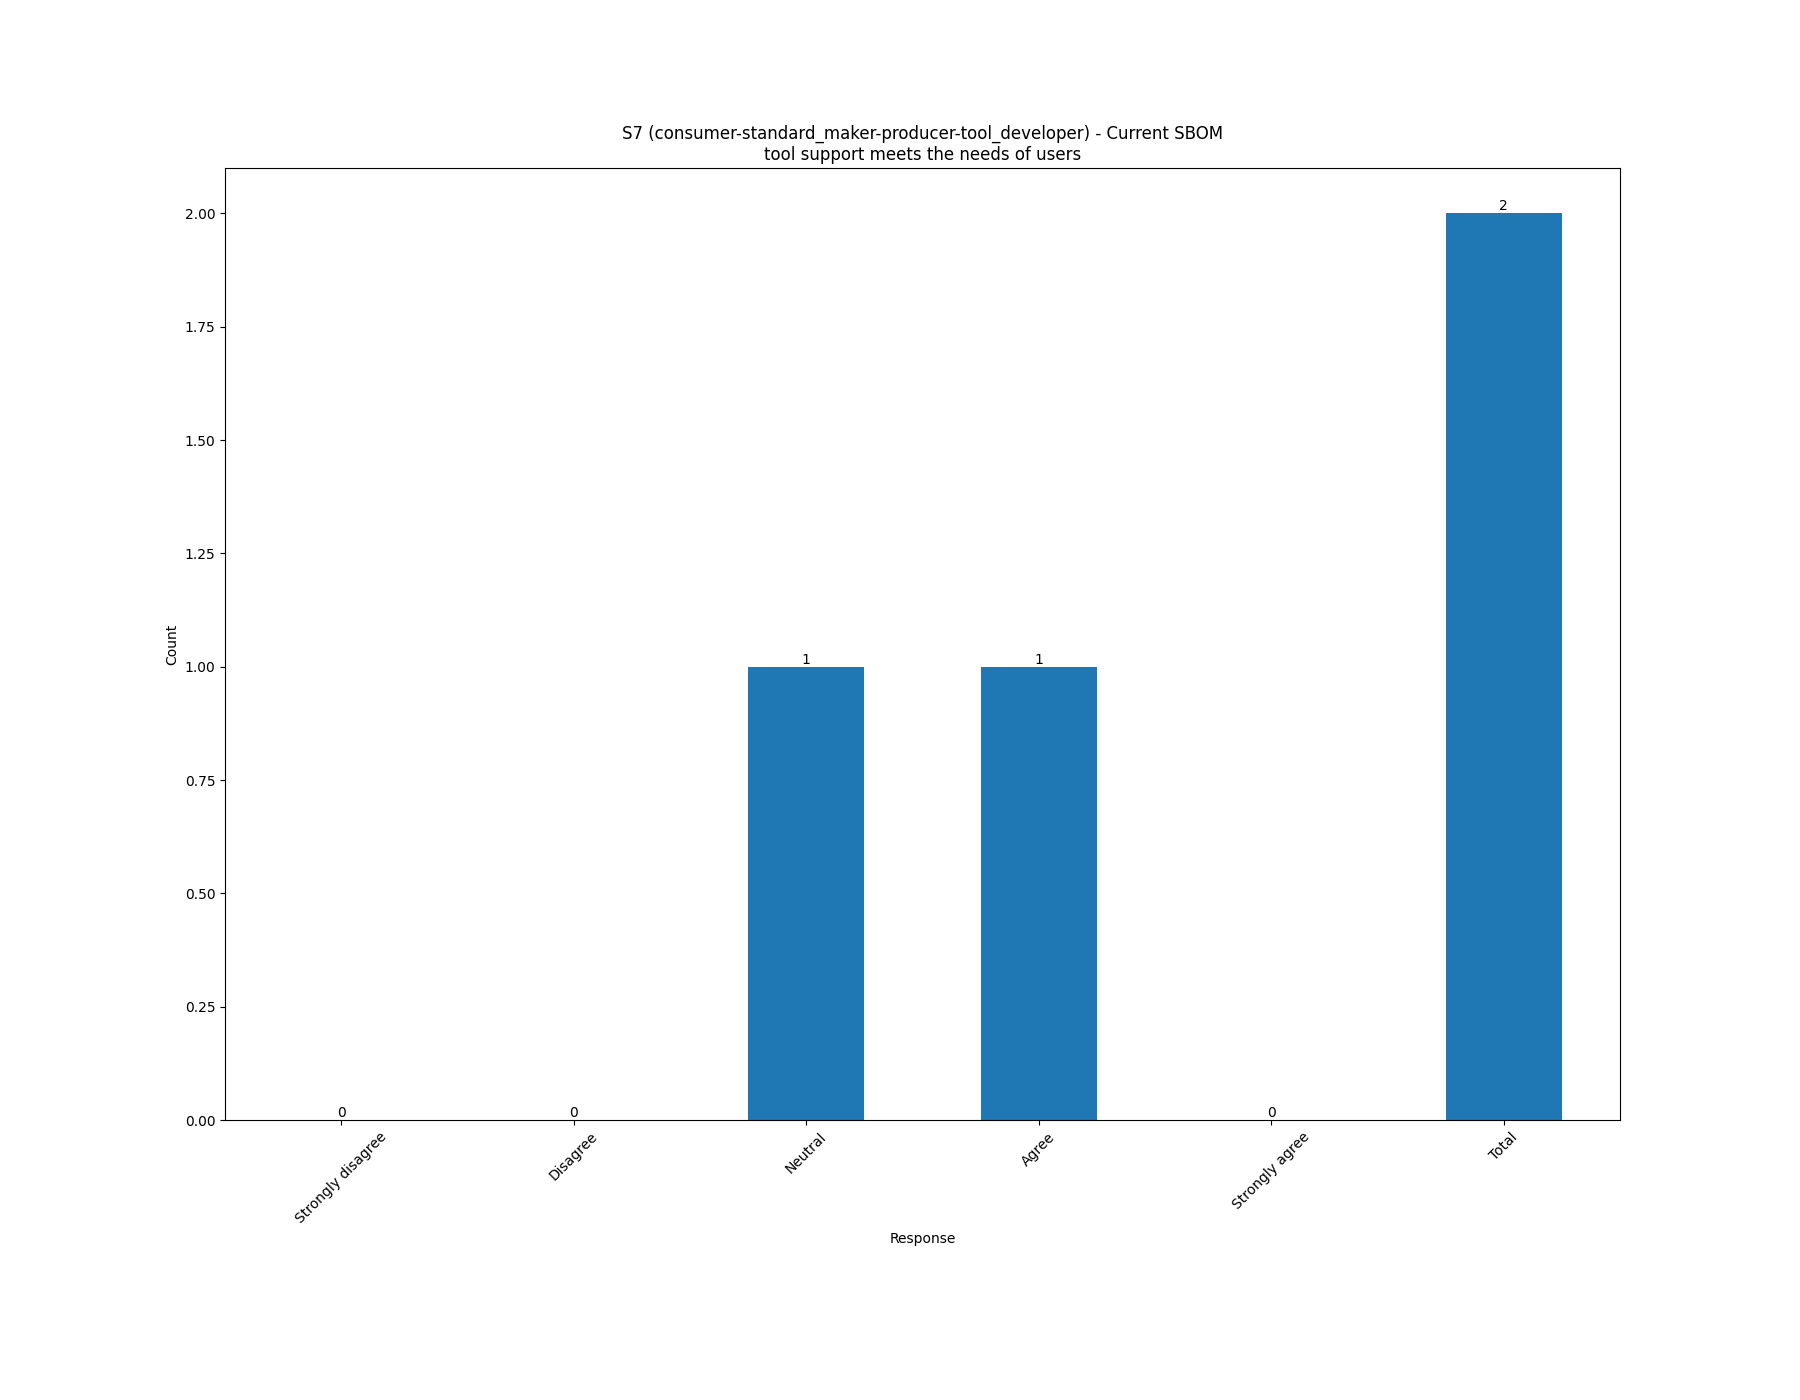 S7 (consumer-standard_maker-producer-tool_developer) - Current SBOM
tool support meets the needs of users
2.00
1.75
1.50
1.25
1.00
0.75
0.50
0.25
0.00
Count
0
0
1
1
0
2
Strongly disagree
Disagree
Neutral
Agree
Strongly agree
Total
Response